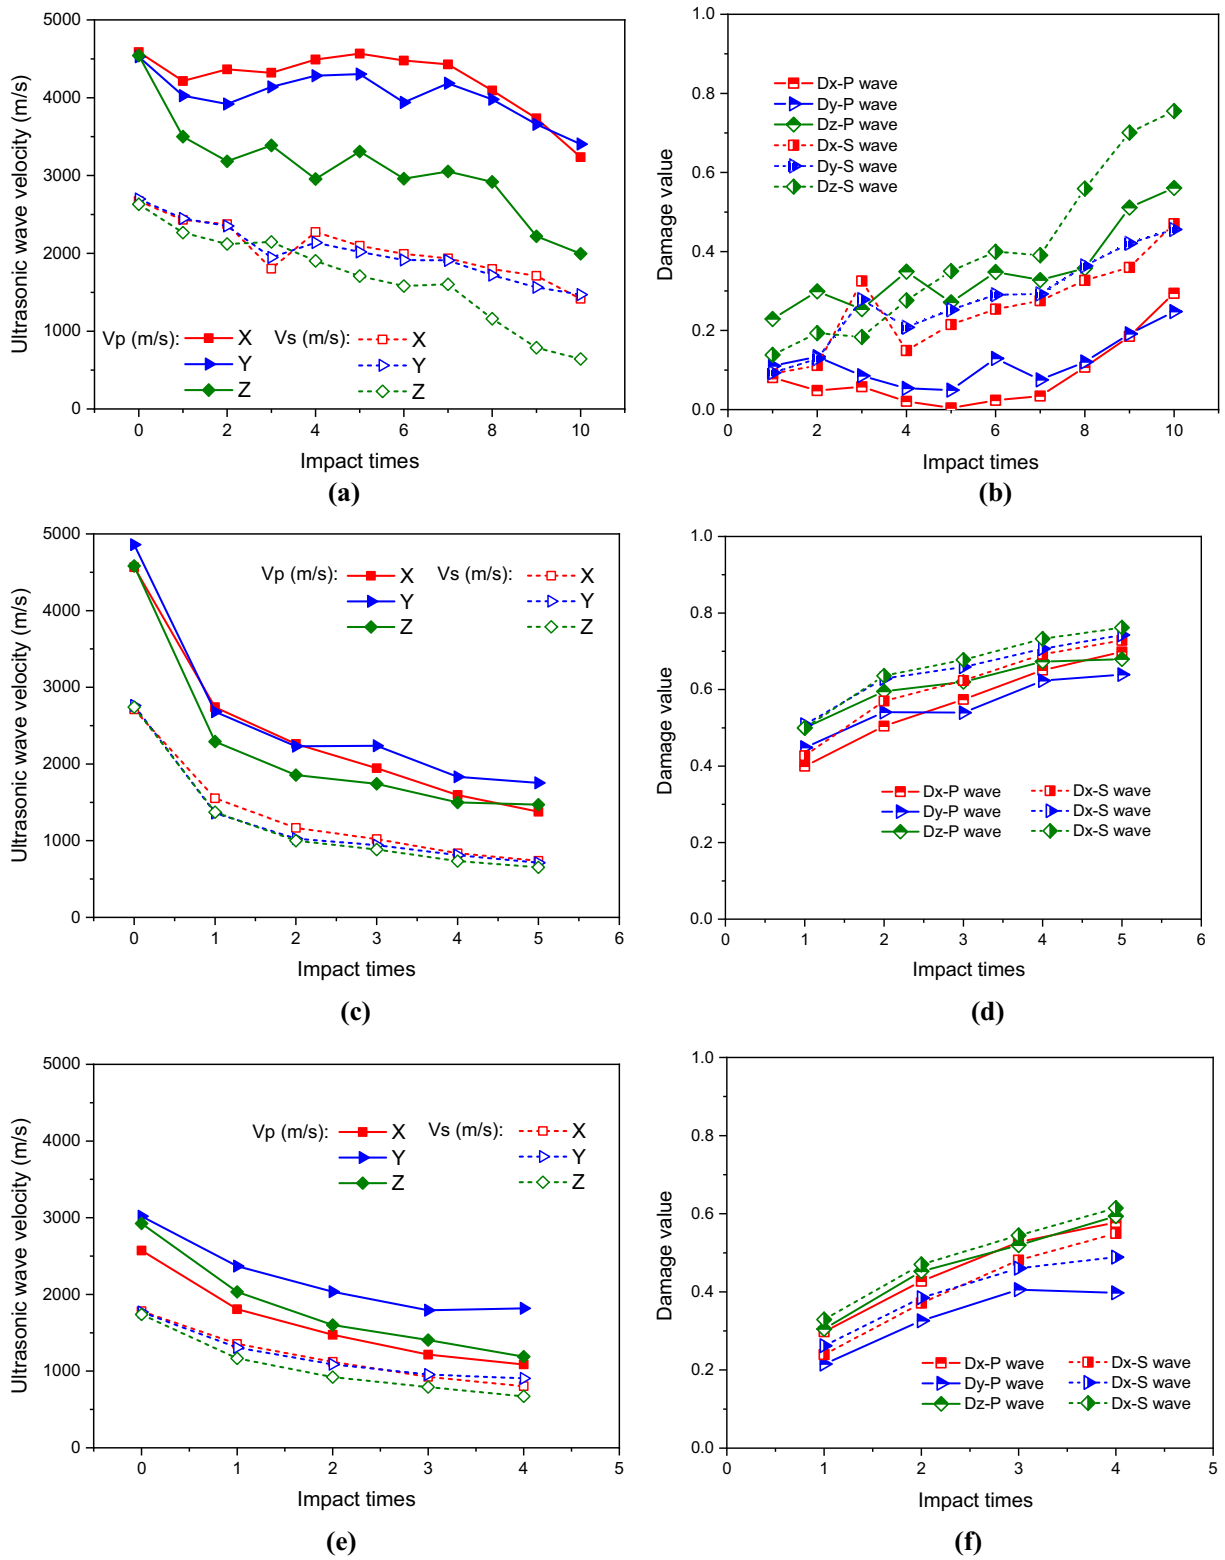 5000
4000
3000
2000
1000
0
Ultrasonic wave velocity (m/s)
Vp (m/s): X Vs (m/s): X
Y Y
Z Z
0 2 4 6 8 10
Impact times
(a)
1.0
0.8
0.6
0.4
0.2
0.0
Damage value
Dx-P wave
Dy-P wave
Dz-P wave
Dx-S wave
Dy-S wave
Dz-S wave
2 4 6 8 10
Impact times
(b)
5000
4000
3000
2000
1000
0
Ultrasonic wave velocity (m/s)
Vp (m/s): X Vs (m/s): X
Y Y
Z Z
0 1 2 3 4 5 6
Impact times
(c)
1.0
0.8
0.6
0.4
0.2
0.0
Damage value
Dx-P wave Dx-S wave
Dy-P wave Dx-S wave
Dz-P wave Dx-S wave
0 1 2 3 4 5 6
Impact times
(d)
5000
4000
3000
2000
1000
0
Ultrasonic wave velocity (m/s)
Vp (m/s): X Vs (m/s): X
Y Y
Z Z
0 1 2 3 4 5
Impact times
(e)
1.0
0.8
0.6
0.4
0.2
0.0
Damage value
Dx-P wave Dx-S wave
Dy-P wave Dx-S wave
Dz-P wave Dx-S wave
0 1 2 3 4 5
Impact times
(f)